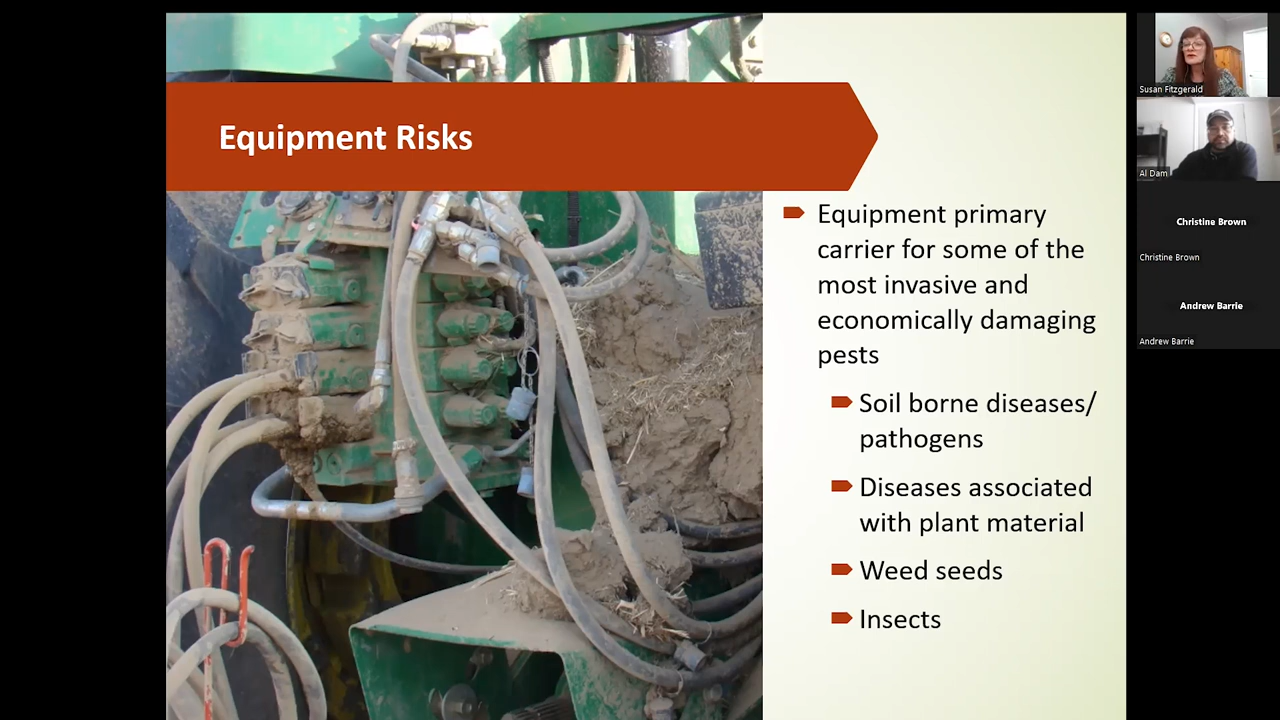 Equipment Risks
Equipment primary
carrier for some of the
most invasive and
economically damaging
pests
Soil borne diseases/
pathogens
Diseases associated
with plant material
Weed seeds
Insects
Susan Fitzgerald
Al Dam
Christine Brown
Christine Brown
Andrew Barrie
Andrew Barrie